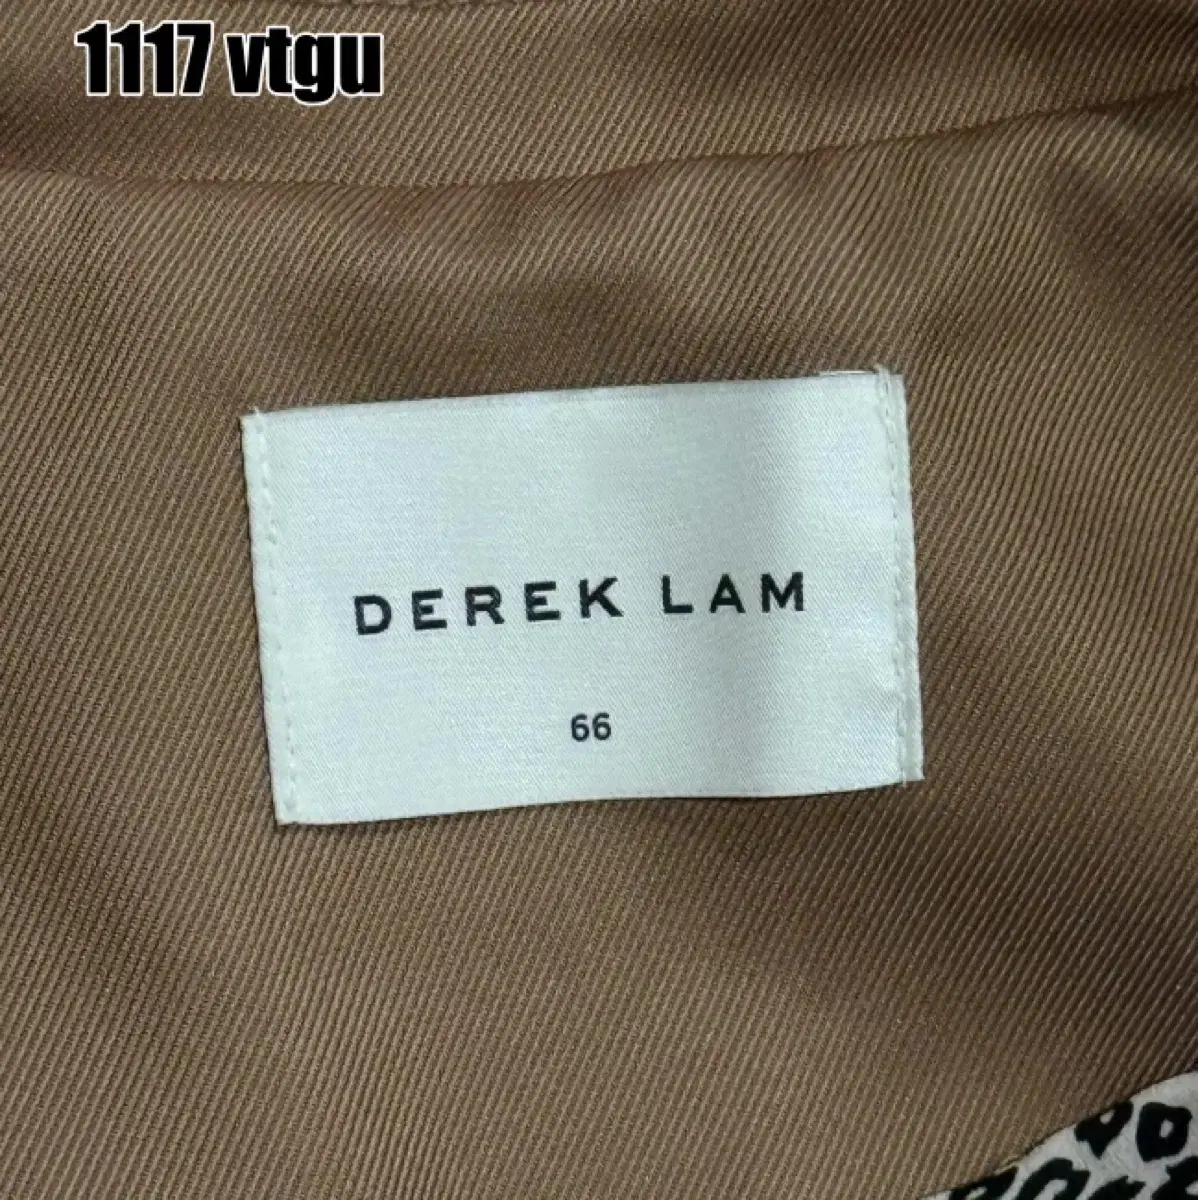 1117 vtgu
DEREK LAM
66